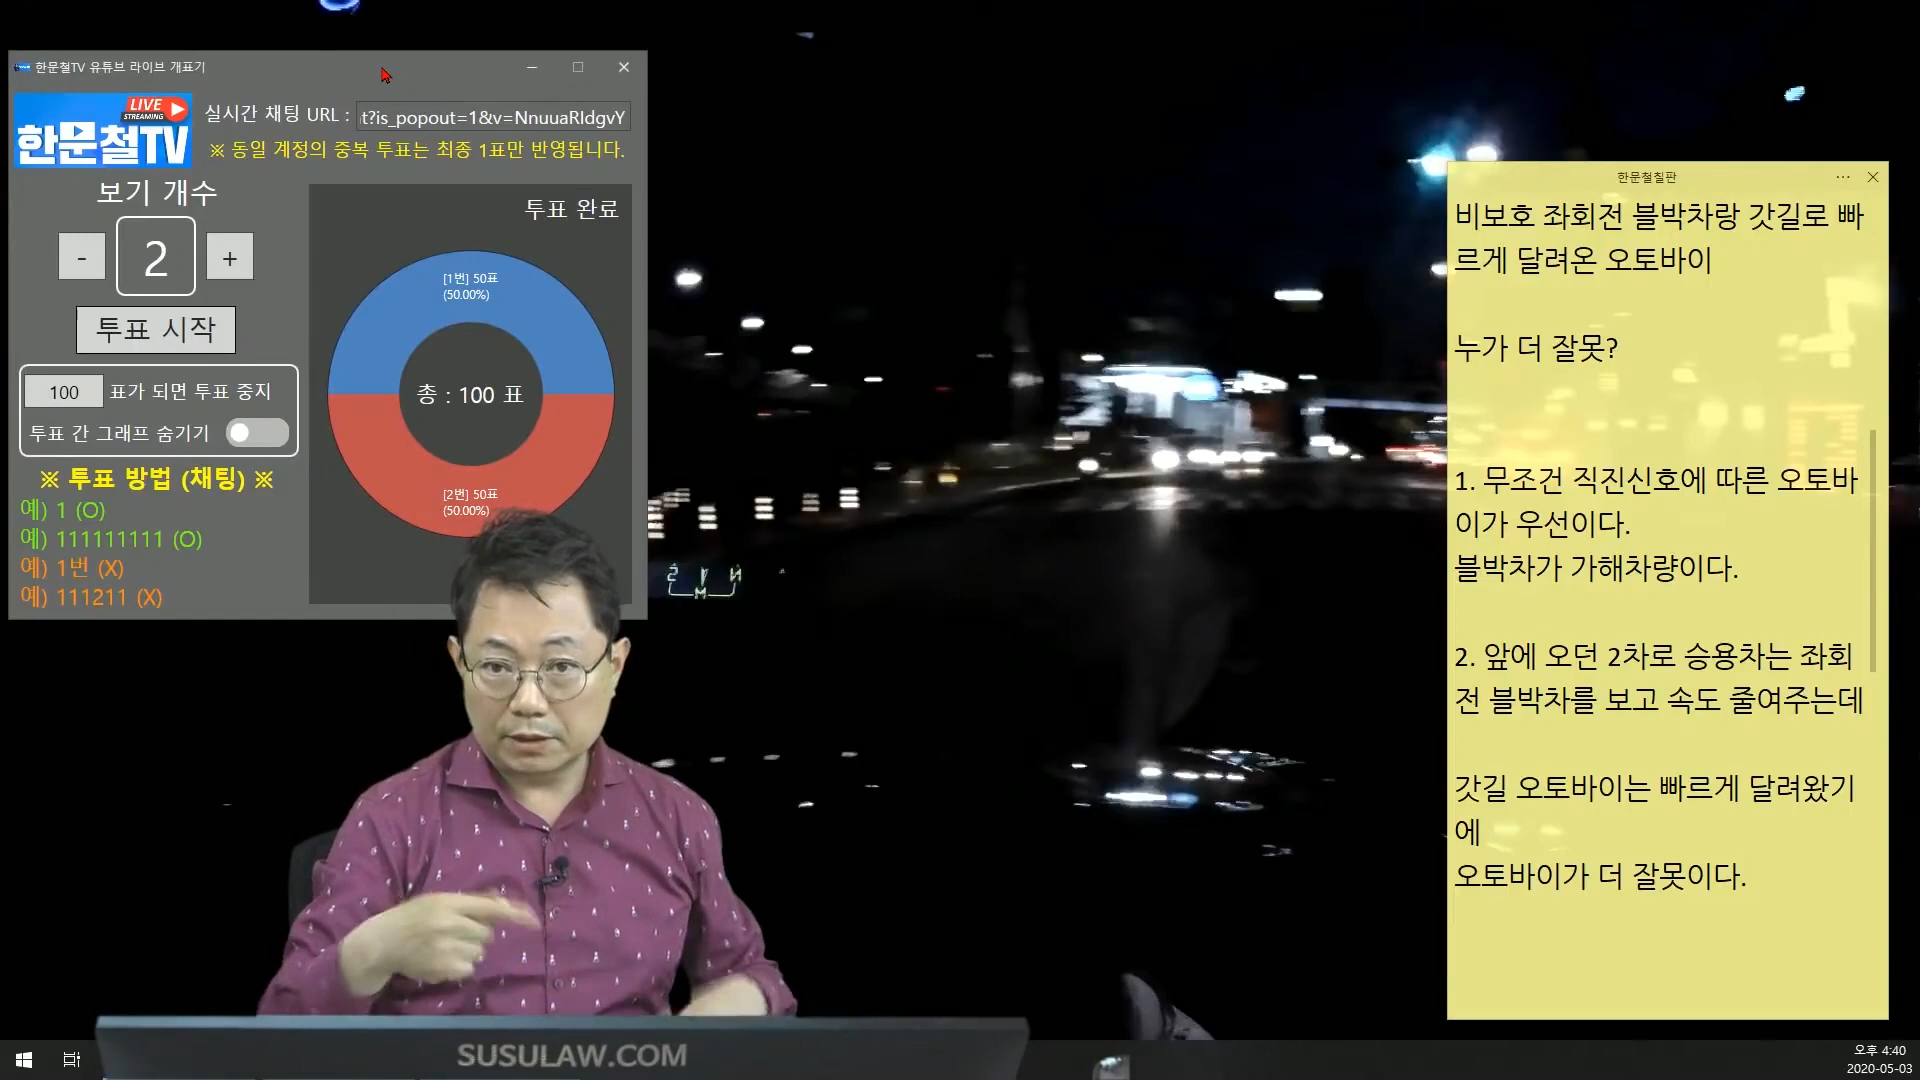 한문철TV 유튜브 라이브 개표기
LIVE
STREAMING
한문철TV
실시간 채팅 URL : t?is_popout=1&v=NnuuaRIdgvY
※ 동일 계정의 중복 투표는 최종 1표만 반영됩니다.
보기 개수
- 2 +
투표 시작
100 표가 되면 투표 중지
투표 간 그래프 숨기기
※ 투표 방법 (채팅) ※
예) 1 (O)
예) 111111111 (O)
예) 1번 (X)
예) 111211 (X)
투표 완료
[1번] 50표
(50.00%)
총 : 100 표
[2번] 50표
(50.00%)
한문철칠판
비보호 좌회전 블박차랑 갓길로 빠
르게 달려온 오토바이
누가 더 잘못?
1. 무조건 직진신호에 따른 오토바
이가 우선이다.
블박차가 가해차량이다.
2. 앞에 오던 2차로 승용차는 좌회
전 블박차를 보고 속도 줄여주는데
갓길 오토바이는 빠르게 달려왔기
에
오토바이가 더 잘못이다.
SUSULAW.COM
오후 4:40
2020-05-03